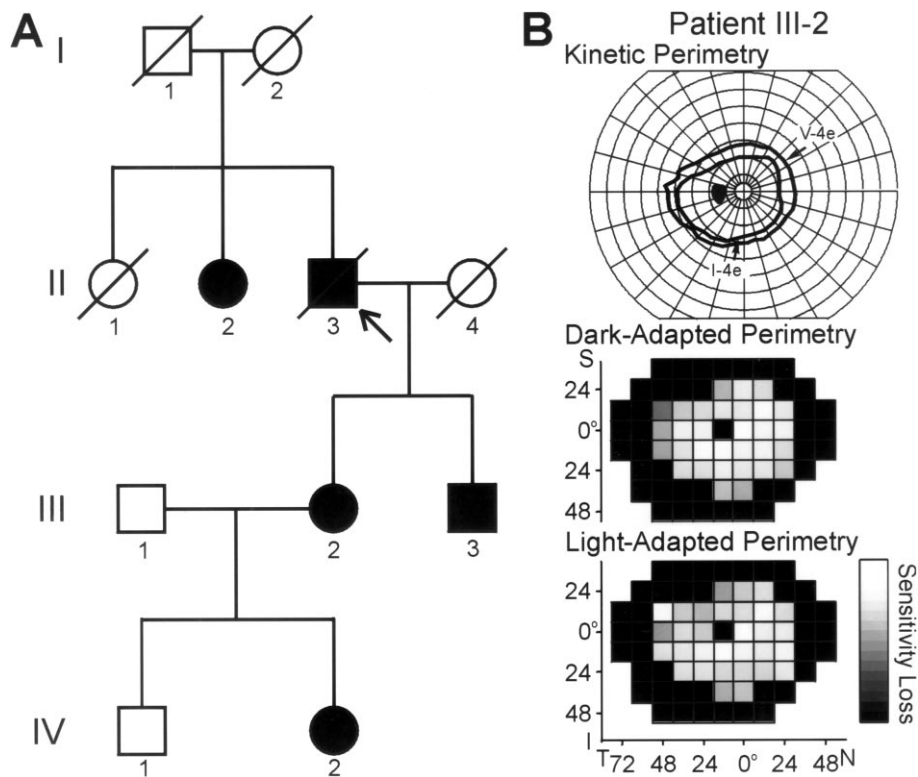 A
I
1
2
II
1
2
3
4
III
1
2
3
IV
1
2
B
Patient III-2
Kinetic Perimetry
V-4e
I-4e
Dark-Adapted Perimetry
S
24
0°
24
48
Light-Adapted Perimetry
24
0°
24
48
I
T 72 48 24 0° 24 48 N
Sensitivity Loss